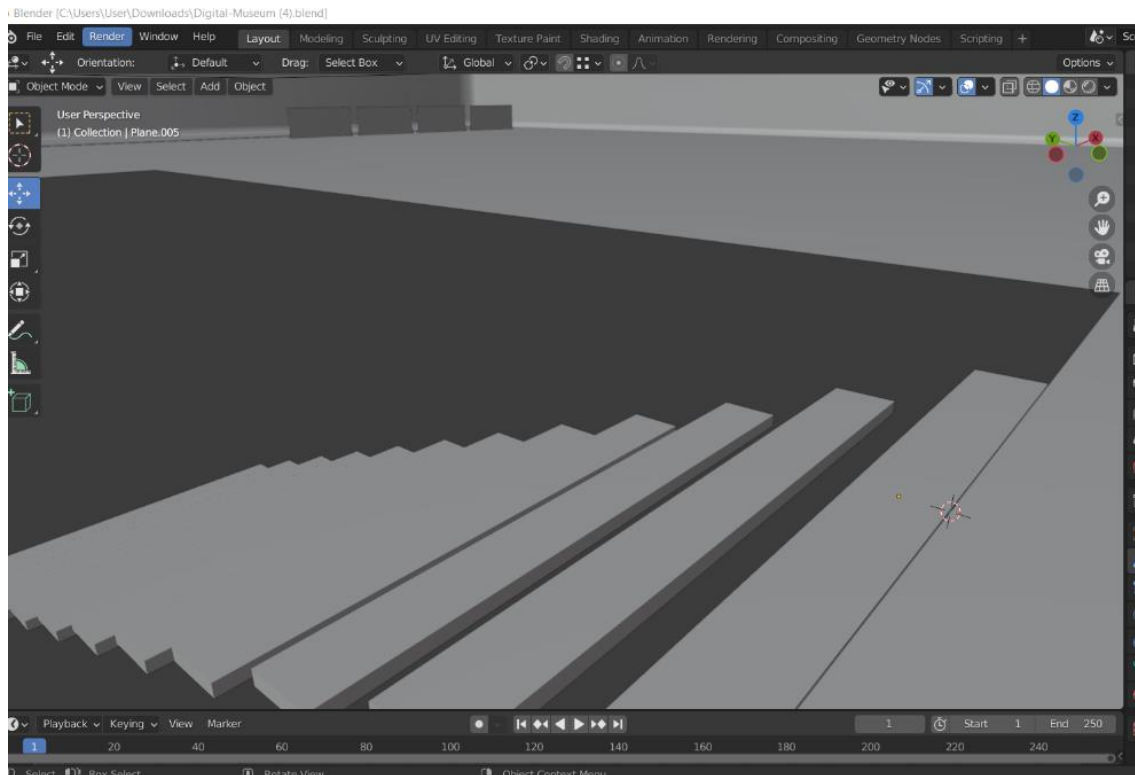 Blender [C:\Users\User\Downloads\Digital-Museum (4).blend]
File Edit Render Window Help Layout Modeling Sculpting UV Editing Texture Paint Shading Animation Rendering Compositing Geometry Nodes Scripting + Sc
Orientation: Default Drag: Select Box Global Options
Object Mode View Select Add Object
User Perspective
(1) Collection | Plane.005
Z
Y X
Playback Keying View Marker 1 Start 1 End 250
1 20 40 60 80 100 120 140 160 180 200 220 240
Select Box Select Rotate View Object Context Menu